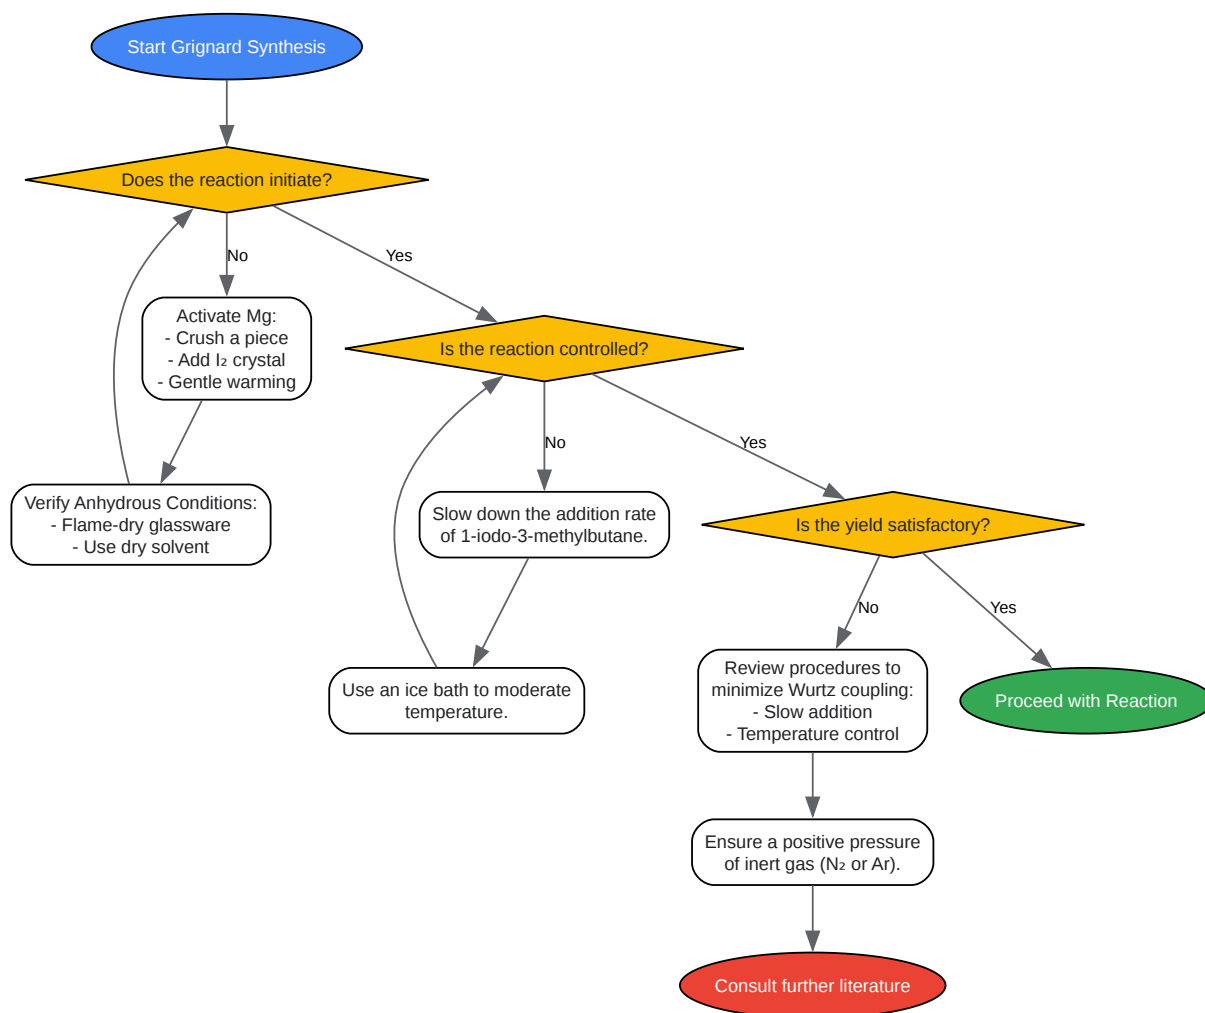 Start Grignard Synthesis
Does the reaction initiate?
No
Yes
Activate Mg:
- Crush a piece
- Add I₂ crystal
- Gentle warming
Is the reaction controlled?
No
Yes
Verify Anhydrous Conditions:
- Flame-dry glassware
- Use dry solvent
Slow down the addition rate
of 1-iodo-3-methylbutane.
Is the yield satisfactory?
No
Yes
Use an ice bath to moderate
temperature.
Review procedures to
minimize Wurtz coupling:
- Slow addition
- Temperature control
Proceed with Reaction
Ensure a positive pressure
of inert gas (N₂ or Ar).
Consult further literature